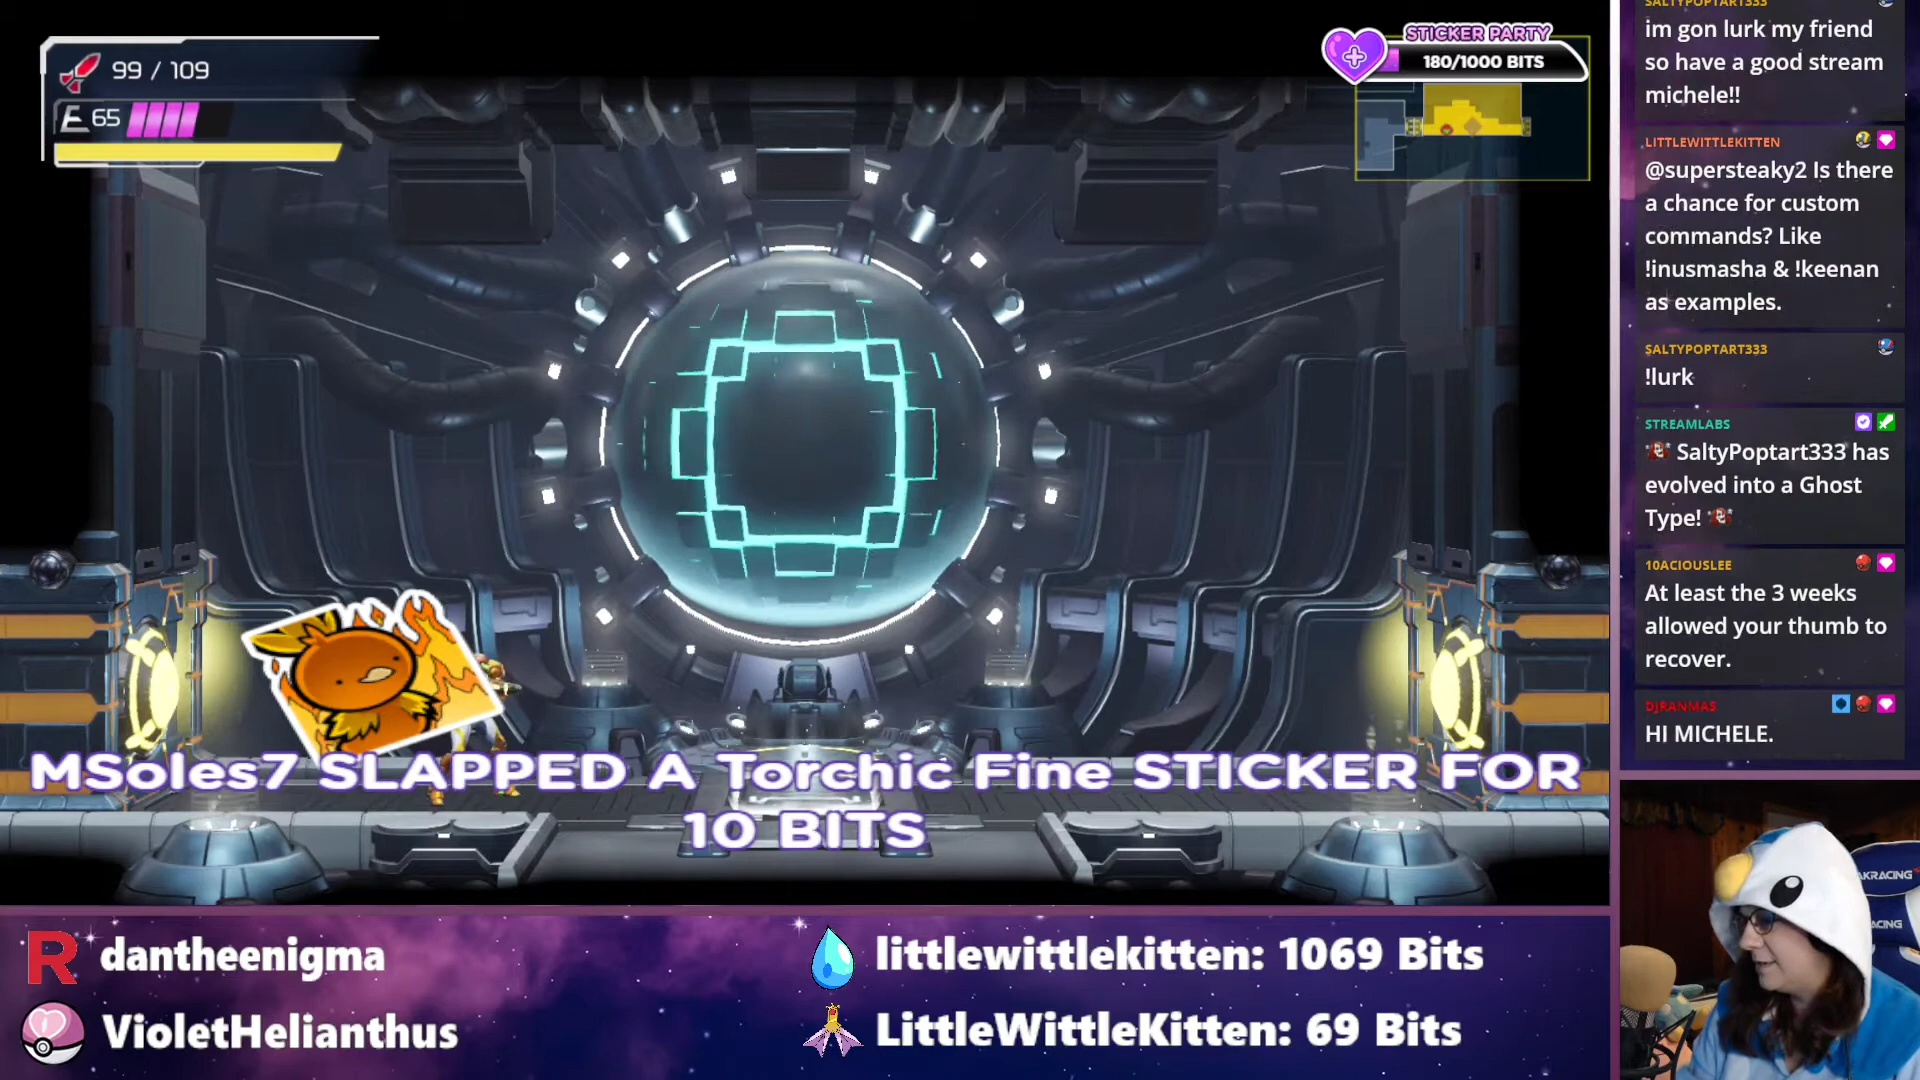 99 / 109
E 65
STICKER PARTY
180/1000 BITS
MSoles7 SLAPPED A Torchic Fine STICKER FOR
10 BITS
R dantheenigma
VioletHelianthus
littlewittlekitten: 1069 Bits
LittleWittleKitten: 69 Bits
SALTYPOPTART333
im gon lurk my friend
so have a good stream
michele!!
LITTLEWITTLEKITTEN
@supersteaky2 Is there
a chance for custom
commands? Like
!inusmasha & !keenan
as examples.
SALTYPOPTART333
!lurk
STREAMLABS
SaltyPoptart333 has
evolved into a Ghost
Type!
10ACIOUSLEE
At least the 3 weeks
allowed your thumb to
recover.
DJRANMAS
HI MICHELE.
AKRACING